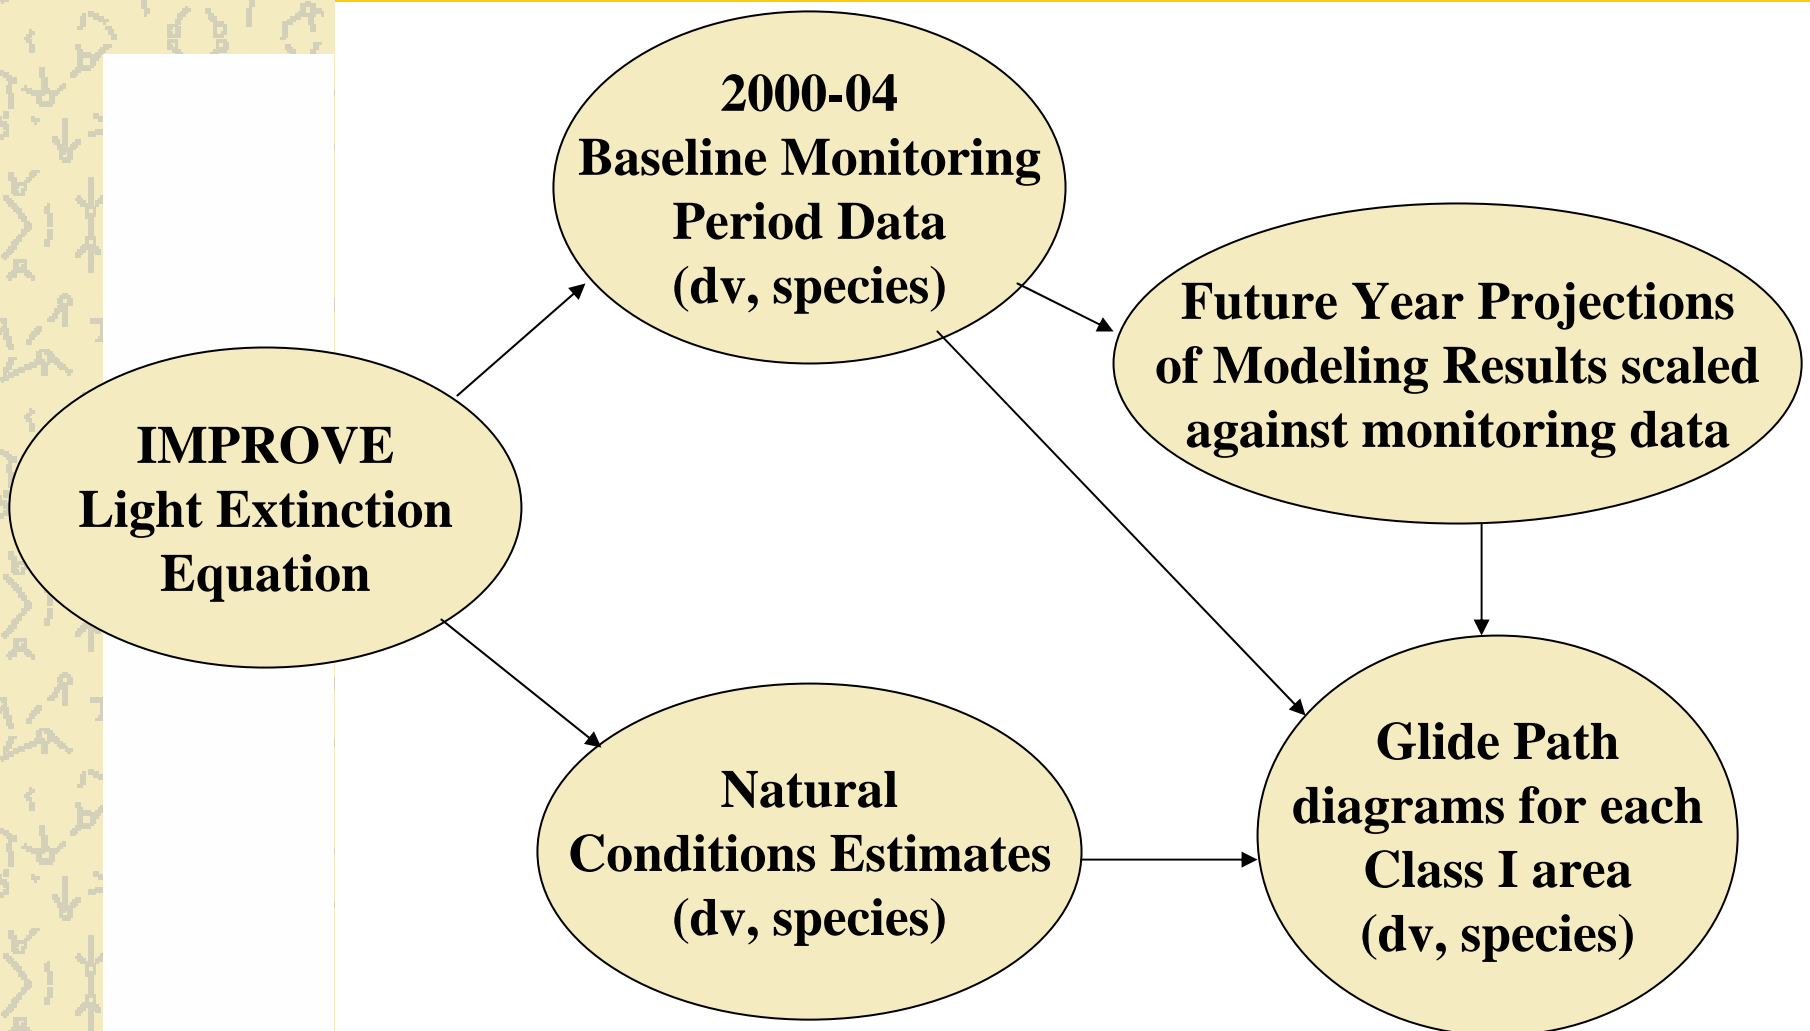 2000-04
Baseline Monitoring
Period Data
(dv, species)
Future Year Projections
of Modeling Results scaled
against monitoring data
IMPROVE
Light Extinction
Equation
Natural
Conditions Estimates
(dv, species)
Glide Path
diagrams for each
Class I area
(dv, species)